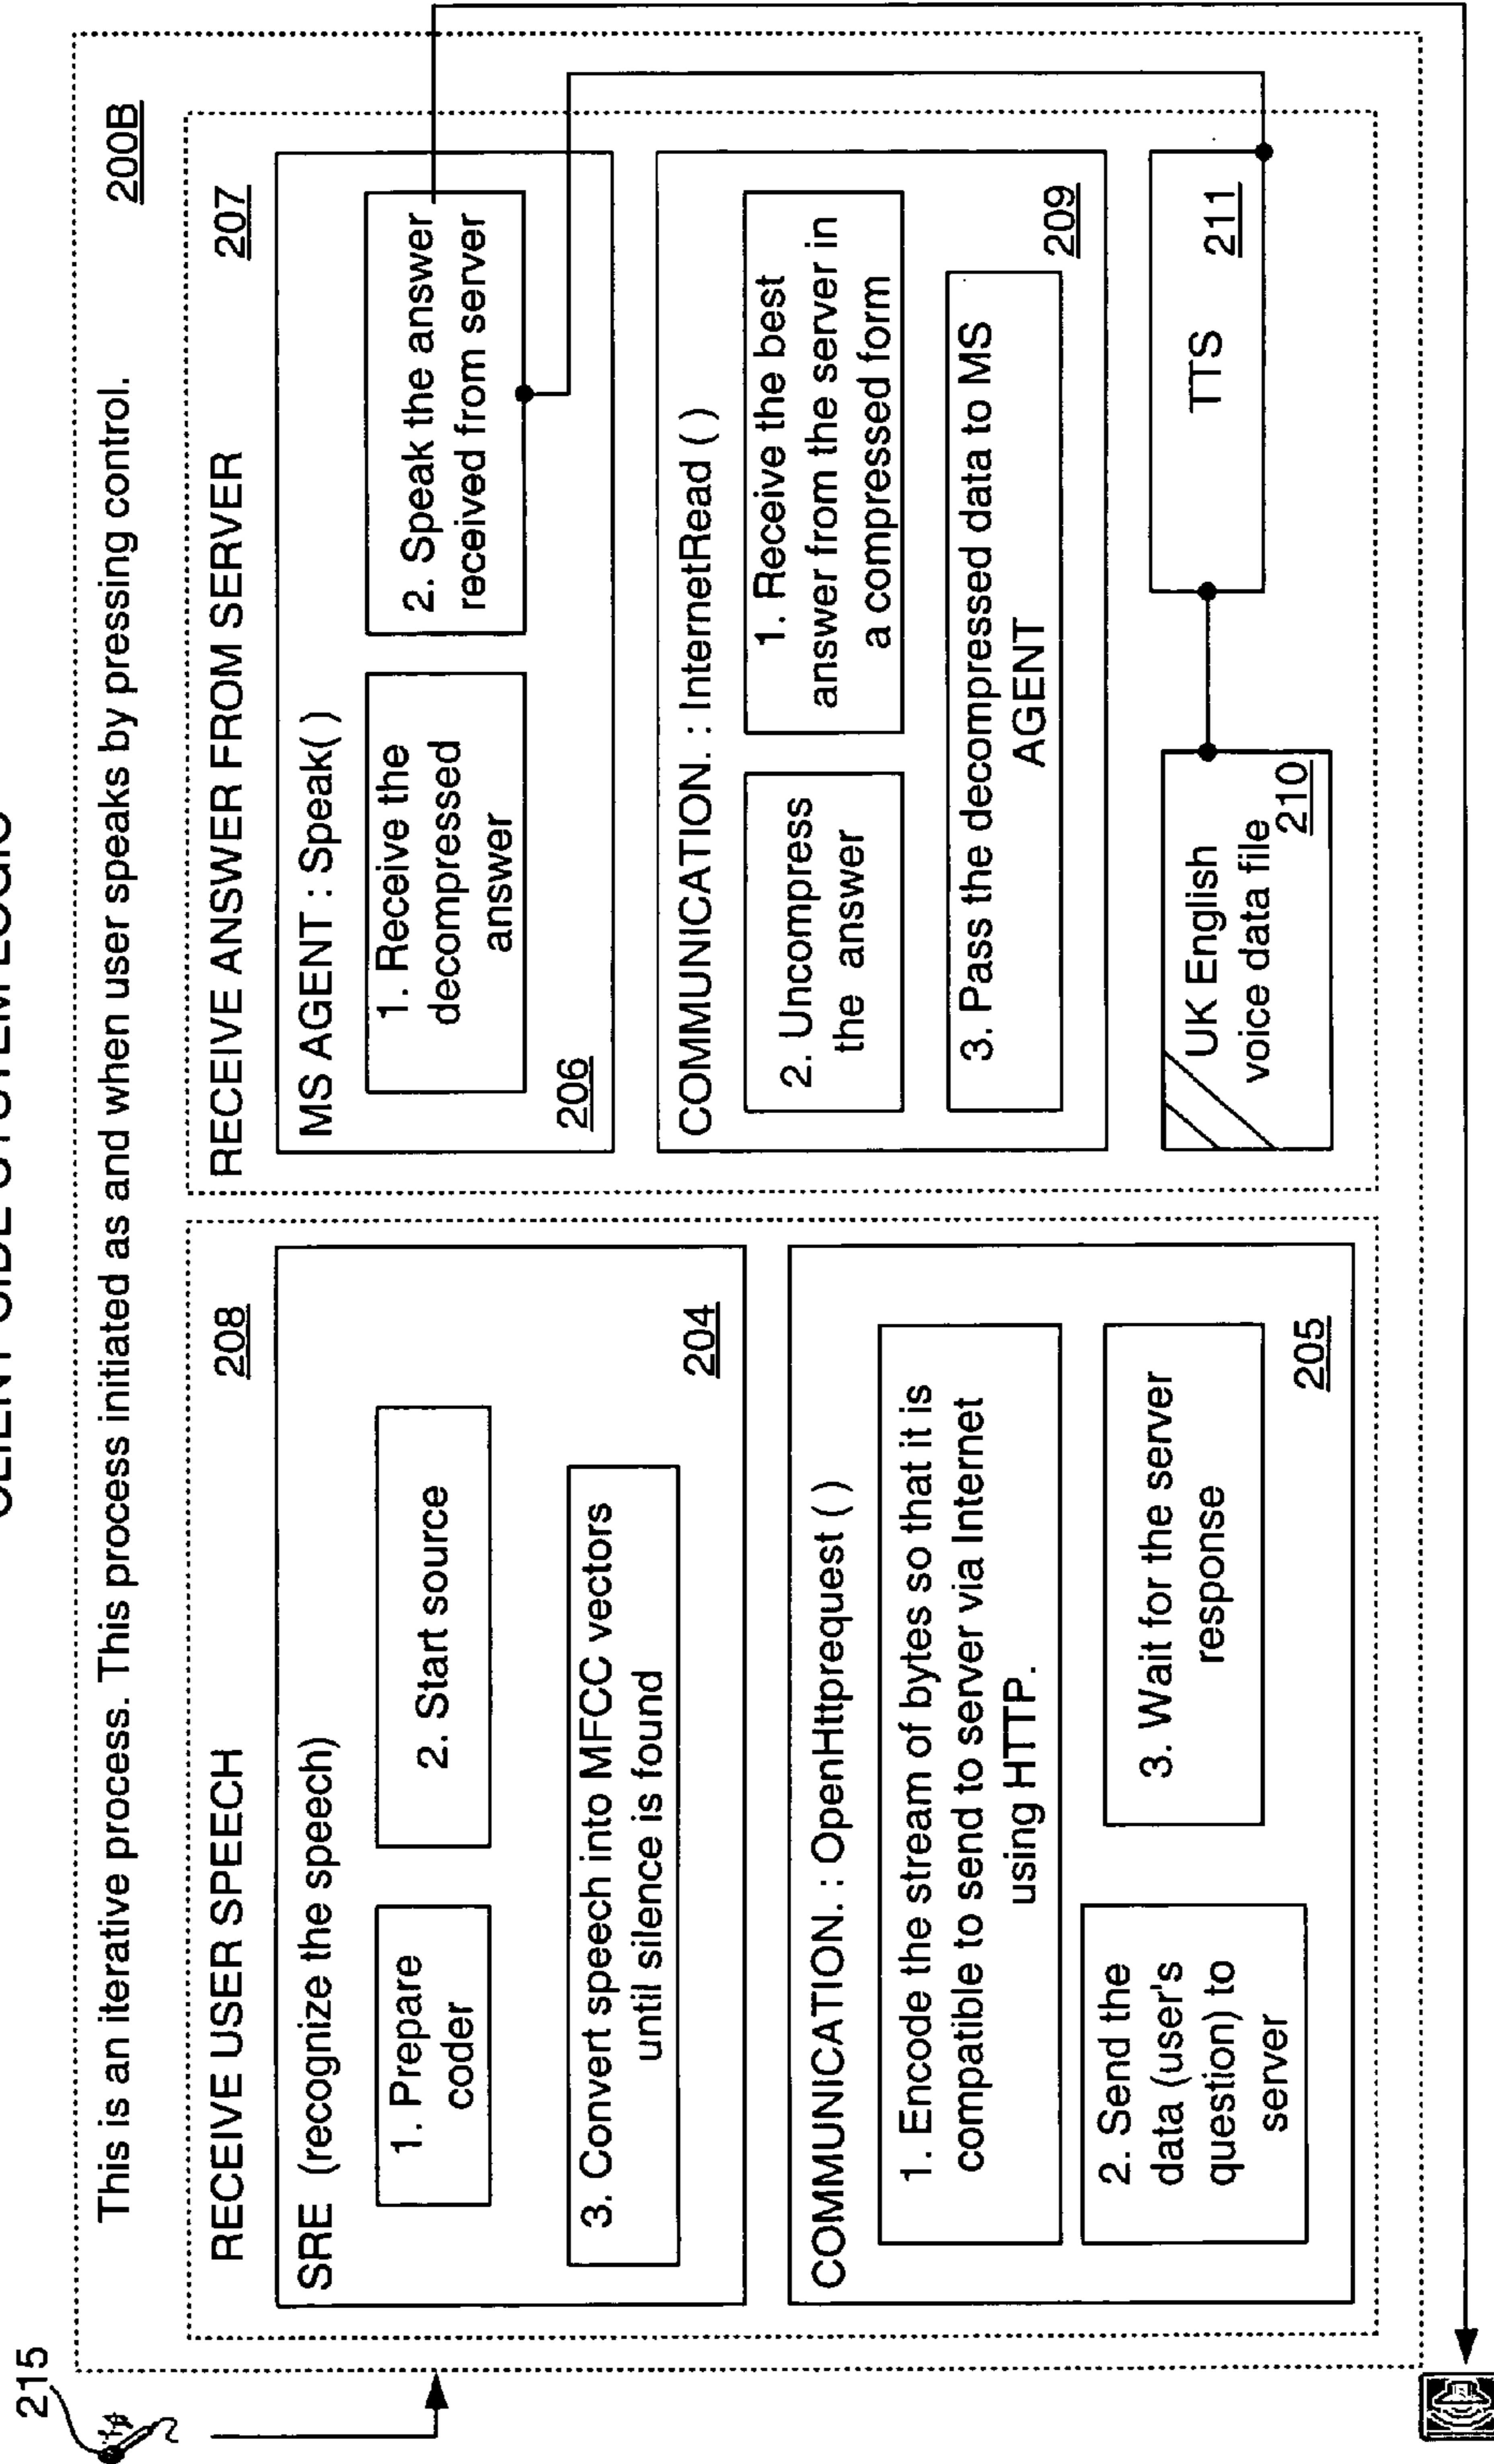 CLIENT SIDE SYSTEM LOGIC
215
This is an iterative process. This process initiated as and when user speaks by pressing control.
200B
RECEIVE USER SPEECH
208
SRE (recognize the speech)
1. Prepare
coder
2. Start source
3. Convert speech into MFCC vectors
until silence is found
204
COMMUNICATION. : OpenHttprequest ( )
1. Encode the stream of bytes so that it is
compatible to send to server via Internet
using HTTP.
2. Send the
data (user's
question) to
server
3. Wait for the server
response
205
RECEIVE ANSWER FROM SERVER
207
MS AGENT : Speak( )
1. Receive the
decompressed
answer
2. Speak the answer
received from server
206
COMMUNICATION. : InternetRead ( )
2. Uncompress
the answer
1. Receive the best
answer from the server in
a compressed form
3. Pass the decompressed data to MS
AGENT
209
UK English
voice data file
210
TTS
211